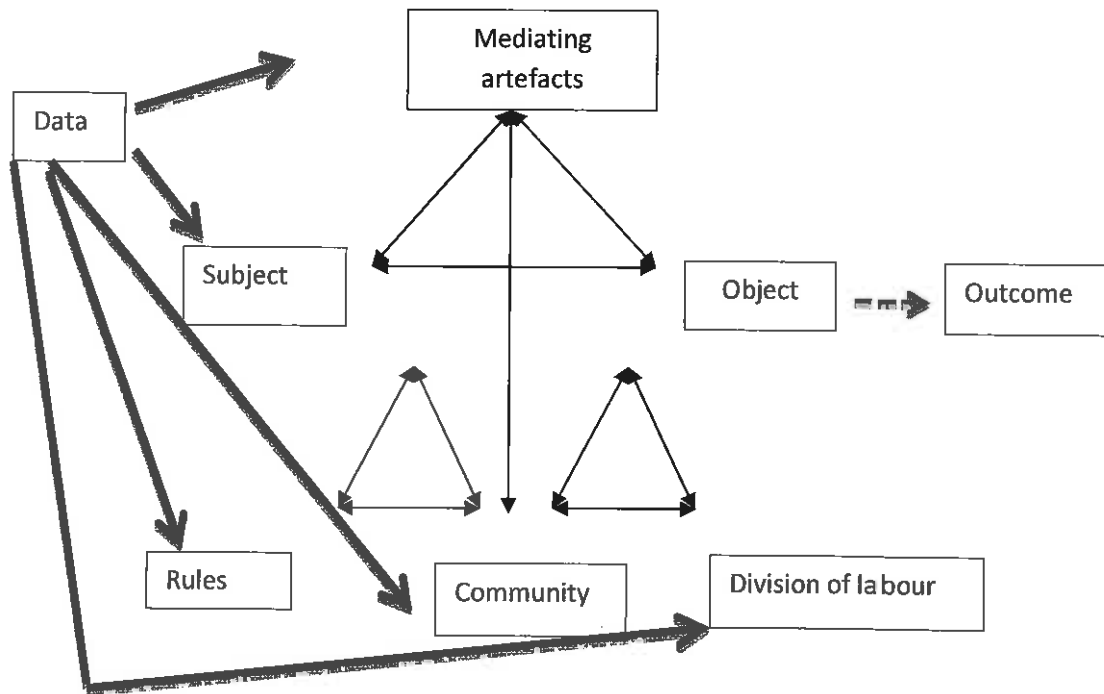 Mediating
artefacts
Data
Subject
Object
Outcome
Rules
Community
Division of labour